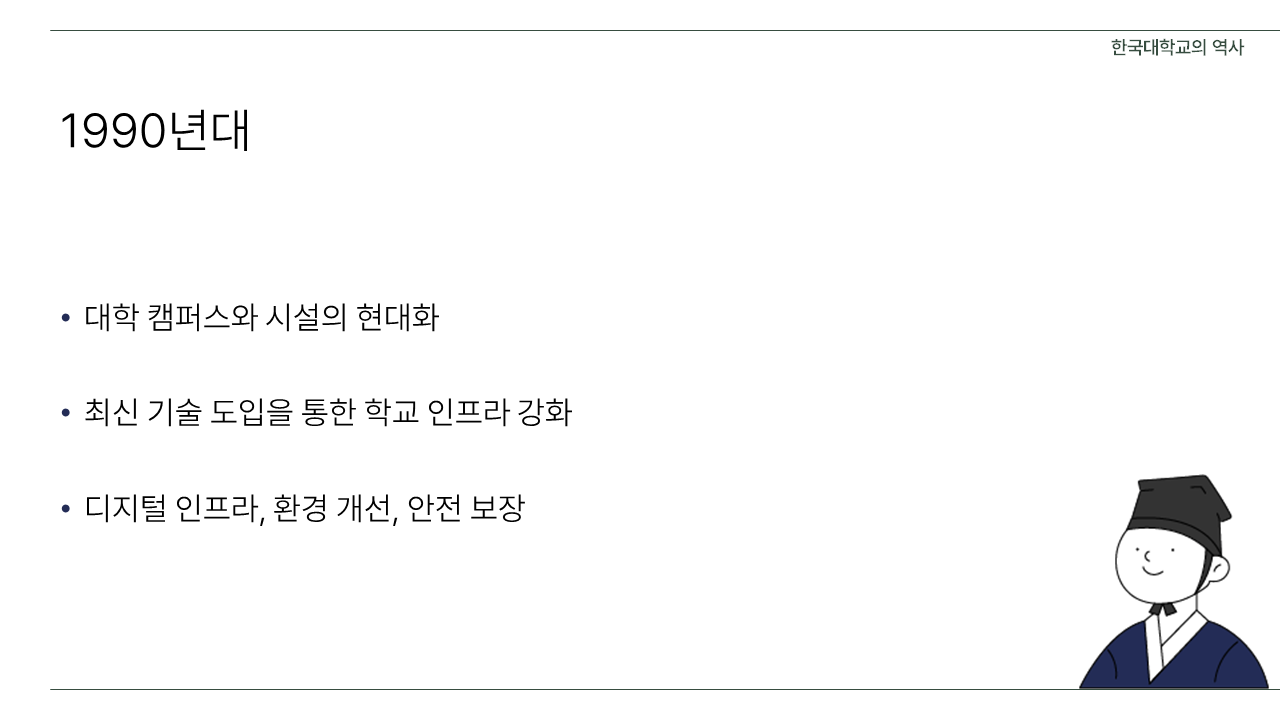 한국대학교의 역사
1990년대
• 대학 캠퍼스와 시설의 현대화
• 최신 기술 도입을 통한 학교 인프라 강화
• 디지털 인프라, 환경 개선, 안전 보장